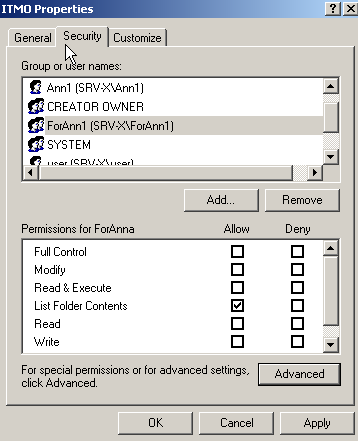 ITMO Properties
General Security Customize
Group or user names:
Ann1 (SRV-X\Ann1)
CREATOR OWNER
ForAnn1 (SRV-X\ForAnn1)
SYSTEM
user (SRV-X\user)
Add... Remove
Permissions for ForAnna Allow Deny
Full Control
Modify
Read & Execute
List Folder Contents
Read
Write
For special permissions or for advanced settings,
click Advanced. Advanced
OK Cancel Apply